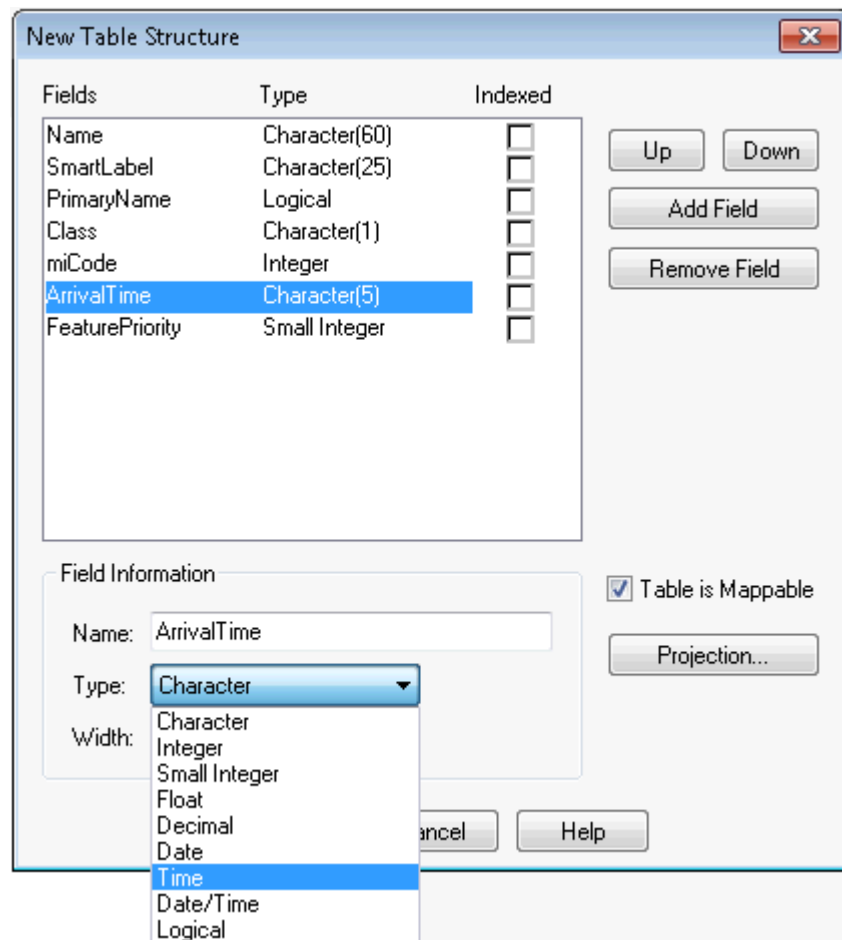 New Table Structure
Fields Type Indexed
Name Character(60)
SmartLabel Character(25)
PrimaryName Logical
Class Character(1)
miCode Integer
ArrivalTime Character(5)
FeaturePriority Small Integer
Up Down
Add Field
Remove Field
Field Information
Name: ArrivalTime
Type: Character
Width:
Character
Integer
Small Integer
Float
Decimal
Date
Time
Date/Time
Logical
Table is Mappable
Projection...
ancel Help